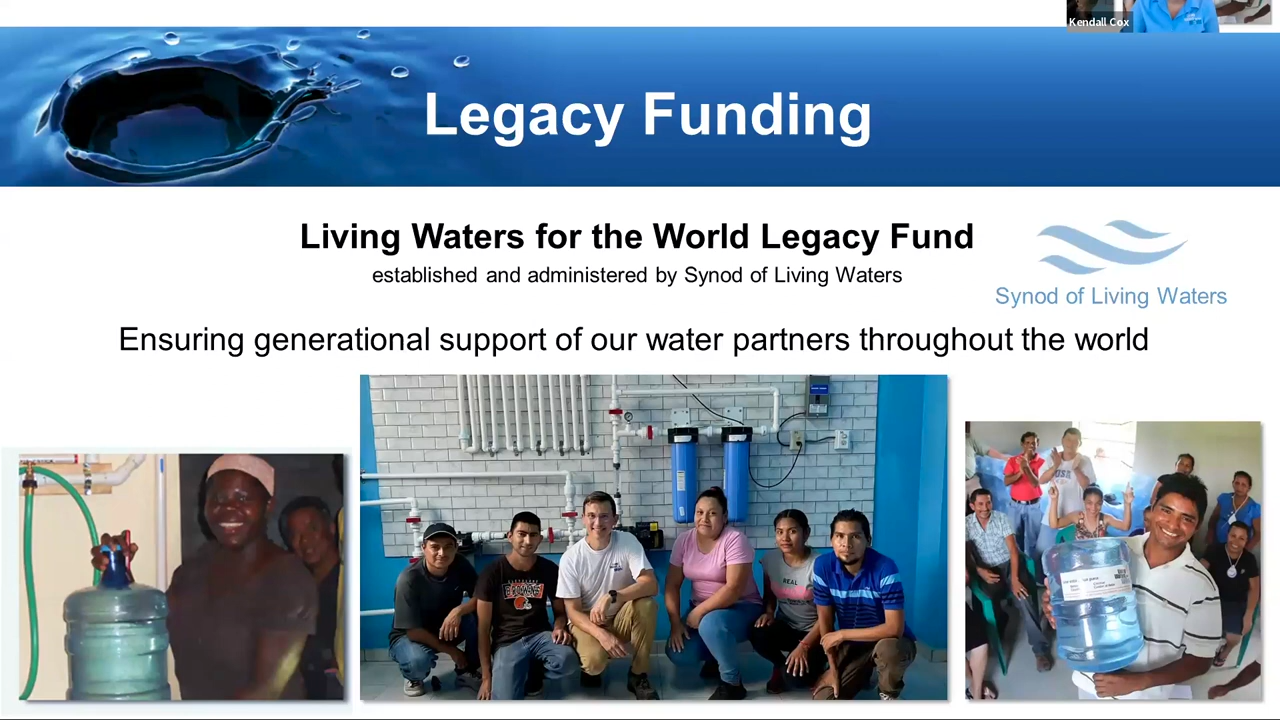 Kendall Cox
Legacy Funding
Living Waters for the World Legacy Fund
established and administered by Synod of Living Waters
Synod of Living Waters
Ensuring generational support of our water partners throughout the world
REAL